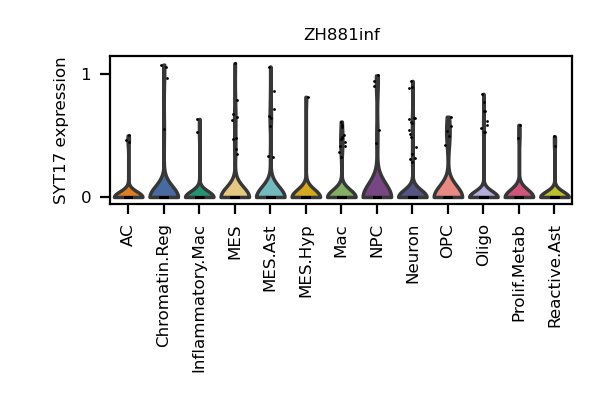 ZH881inf
SYT17 expression
1
0
AC
Chromatin.Reg
Inflammatory.Mac
MES
MES.Ast
MES.Hyp
Mac
NPC
Neuron
OPC
Oligo
Prolif.Metab
Reactive.Ast